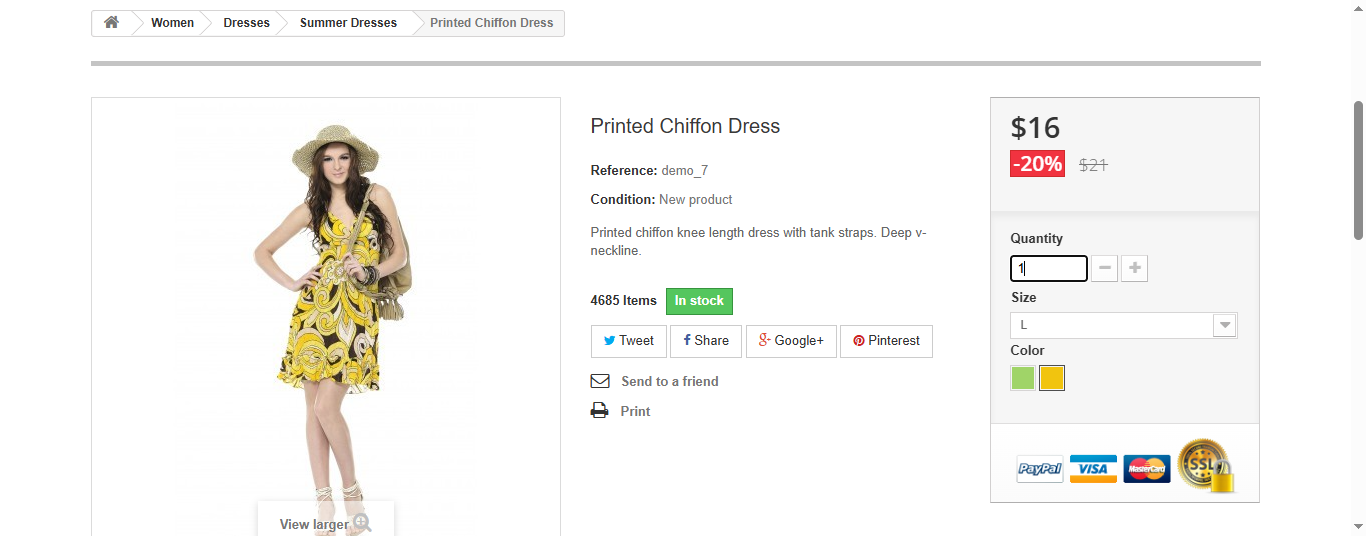 Women
Dresses
Summer Dresses
Printed Chiffon Dress
View larger
Printed Chiffon Dress
Reference: demo_7
Condition: New product
Printed chiffon knee length dress with tank straps. Deep v-
neckline.
4685 Items In stock
Tweet
Share
Google+
Pinterest
Send to a friend
Print
$16
-20% $21
Quantity
1
Size
L
Color
PayPal VISA MasterCard SSL